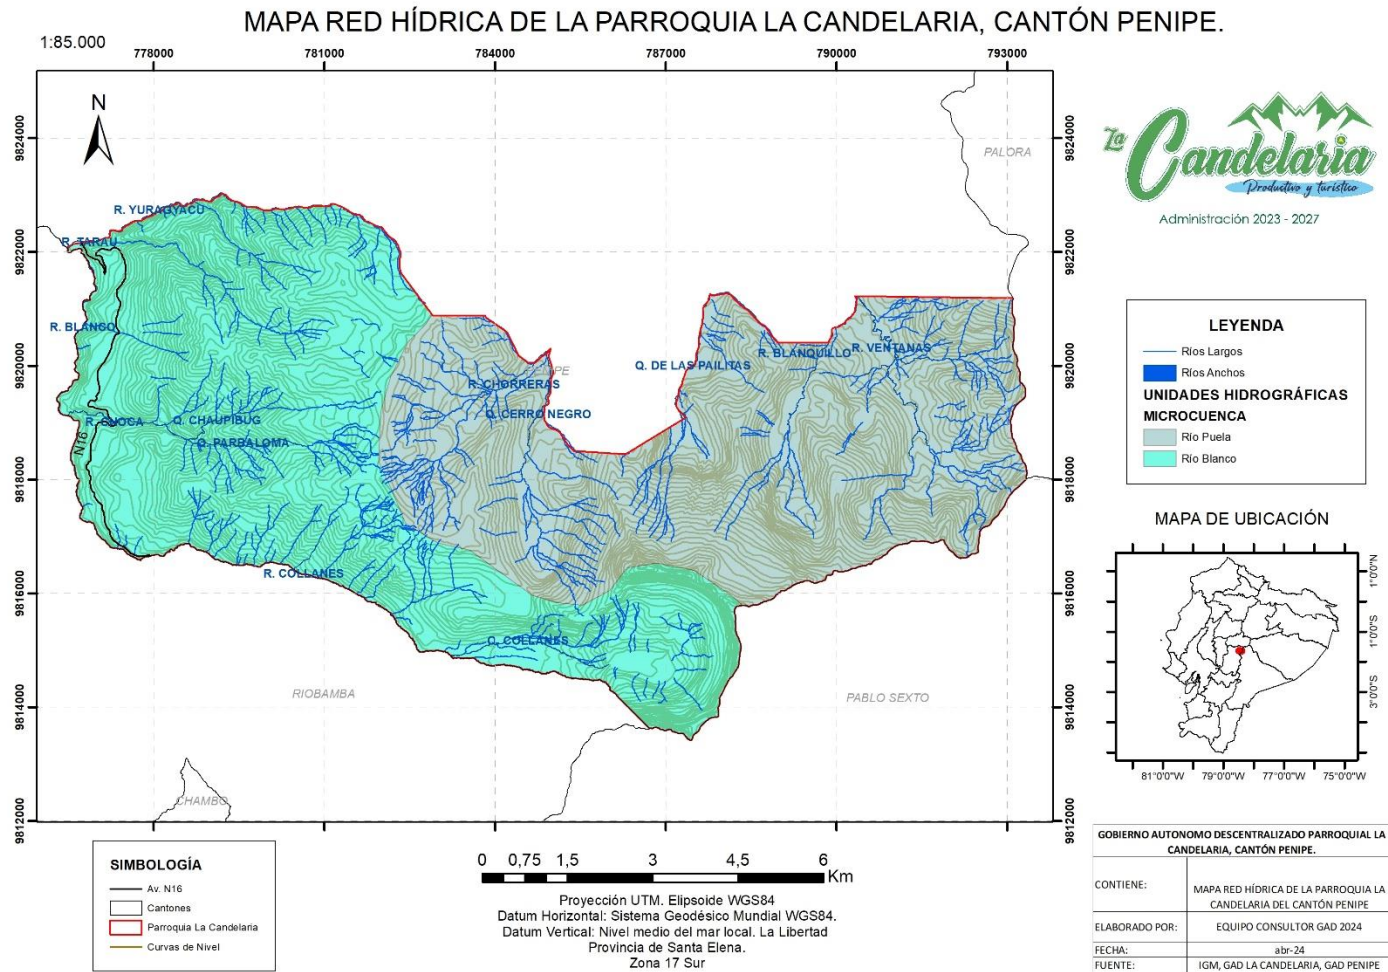 MAPA RED HÍDRICA DE LA PARROQUIA LA CANDELARIA, CANTÓN PENIPE.
1:85.000
778000 781000 784000 787000 790000 793000
N
9824000
9822000
9820000
9818000
9816000
9814000
9812000
9824000
9822000
9820000
9818000
9816000
9814000
9812000
PALORA
R. YURAGYACU
R. TARAU
R. BLANCO
R. CHORRERAS
Q. CERRO NEGRO
Q. DE LAS PAILITAS
R. BLANQUILLO
R. VENTANAS
R. CHOCA
Q. CHAUPIBUG
Q. PARBALOMA
N16
R. COLLANES
Q. COLLANES
RIOBAMBA
PABLO SEXTO
CHAMBO
La Candelaria
Productivo y turístico
Administración 2023 - 2027
LEYENDA
Ríos Largos
Ríos Anchos
UNIDADES HIDROGRÁFICAS
MICROCUENCA
Río Puela
Río Blanco
MAPA DE UBICACIÓN
1°0'0"N
1°0'0"S
3°0'0"S
81°0'0"W 79°0'0"W 77°0'0"W 75°0'0"W
SIMBOLOGÍA
Av. N16
Cantones
Parroquia La Candelaria
Curvas de Nivel
0 0,75 1,5 3 4,5 6
Km
Proyección UTM. Elipsoide WGS84
Datum Horizontal: Sistema Geodésico Mundial WGS84.
Datum Vertical: Nivel medio del mar local. La Libertad
Provincia de Santa Elena.
Zona 17 Sur
GOBIERNO AUTONOMO DESCENTRALIZADO PARROQUIAL LA
CANDELARIA, CANTÓN PENIPE.
CONTIENE: MAPA RED HÍDRICA DE LA PARROQUIA LA
CANDELARIA DEL CANTÓN PENIPE
ELABORADO POR: EQUIPO CONSULTOR GAD 2024
FECHA: abr-24
FUENTE: IGM, GAD LA CANDELARIA, GAD PENIPE